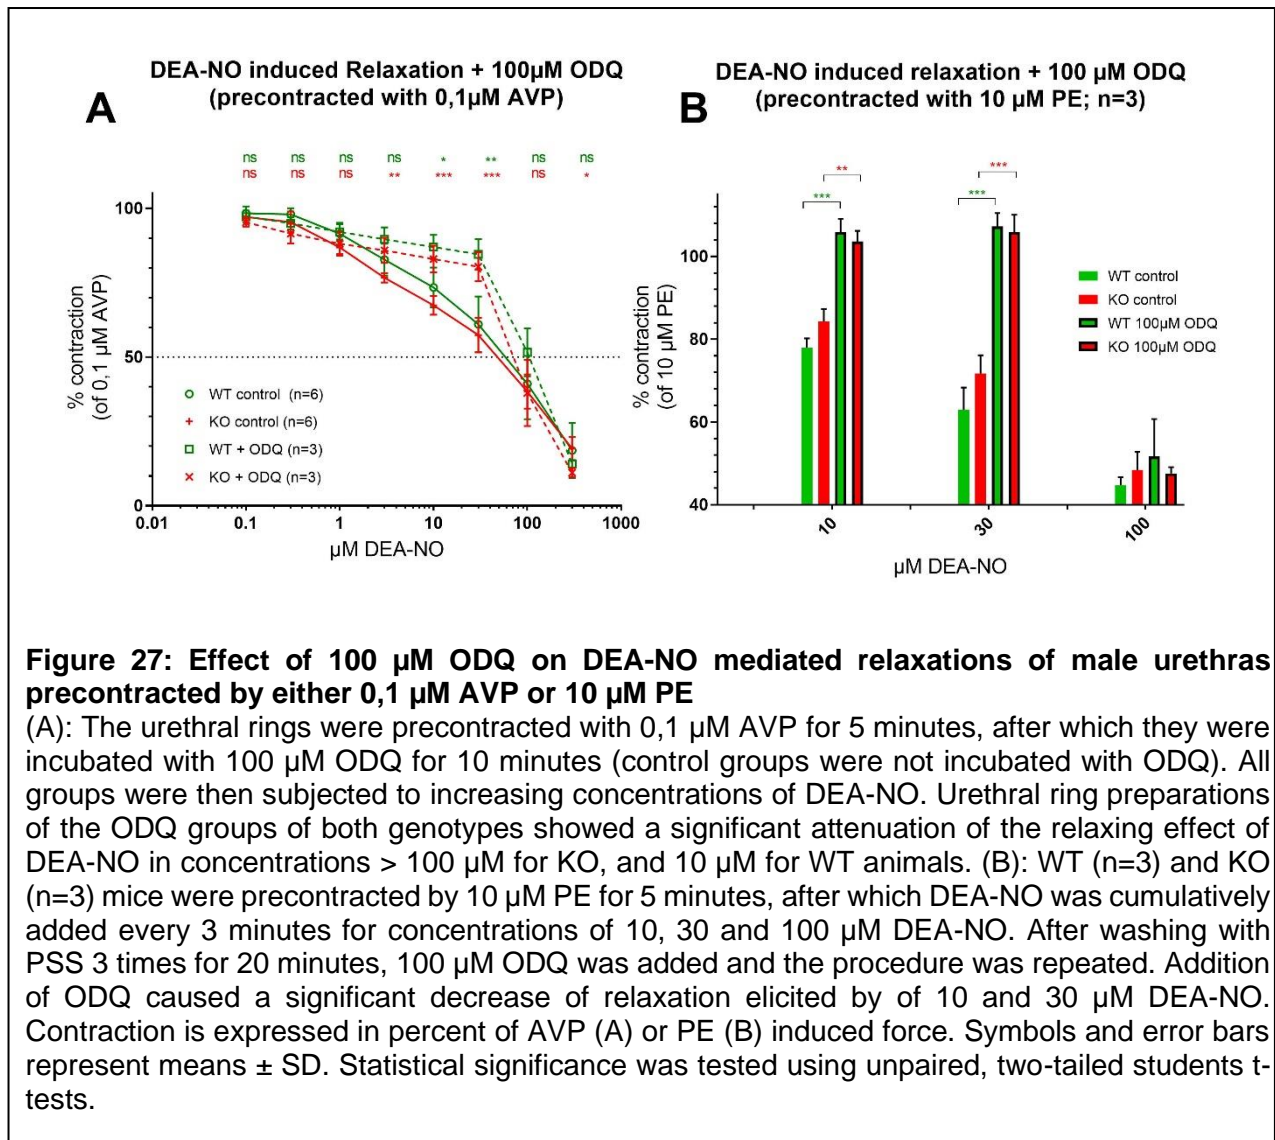 DEA-NO induced Relaxation + 100µM ODQ
(precontracted with 0,1µM AVP)
A
ns ns ns ns * ** ns ns
ns ns ns ** *** *** ns *
100
50
0
% contraction
(of 0,1 µM AVP)
WT control (n=6)
KO control (n=6)
WT + ODQ (n=3)
KO + ODQ (n=3)
0.01 0.1 1 10 100 1000
µM DEA-NO
DEA-NO induced relaxation + 100 µM ODQ
(precontracted with 10 µM PE; n=3)
B
*** ** *** ***
100
80
60
40
% contraction
(of 10 µM PE)
WT control
KO control
WT 100µM ODQ
KO 100µM ODQ
10 30 100
µM DEA-NO
Figure 27: Effect of 100 µM ODQ on DEA-NO mediated relaxations of male urethras
precontracted by either 0,1 µM AVP or 10 µM PE
(A): The urethral rings were precontracted with 0,1 µM AVP for 5 minutes, after which they were
incubated with 100 µM ODQ for 10 minutes (control groups were not incubated with ODQ). All
groups were then subjected to increasing concentrations of DEA-NO. Urethral ring preparations
of the ODQ groups of both genotypes showed a significant attenuation of the relaxing effect of
DEA-NO in concentrations > 100 µM for KO, and 10 µM for WT animals. (B): WT (n=3) and KO
(n=3) mice were precontracted by 10 µM PE for 5 minutes, after which DEA-NO was cumulatively
added every 3 minutes for concentrations of 10, 30 and 100 µM DEA-NO. After washing with
PSS 3 times for 20 minutes, 100 µM ODQ was added and the procedure was repeated. Addition
of ODQ caused a significant decrease of relaxation elicited by of 10 and 30 µM DEA-NO.
Contraction is expressed in percent of AVP (A) or PE (B) induced force. Symbols and error bars
represent means ± SD. Statistical significance was tested using unpaired, two-tailed students t-
tests.